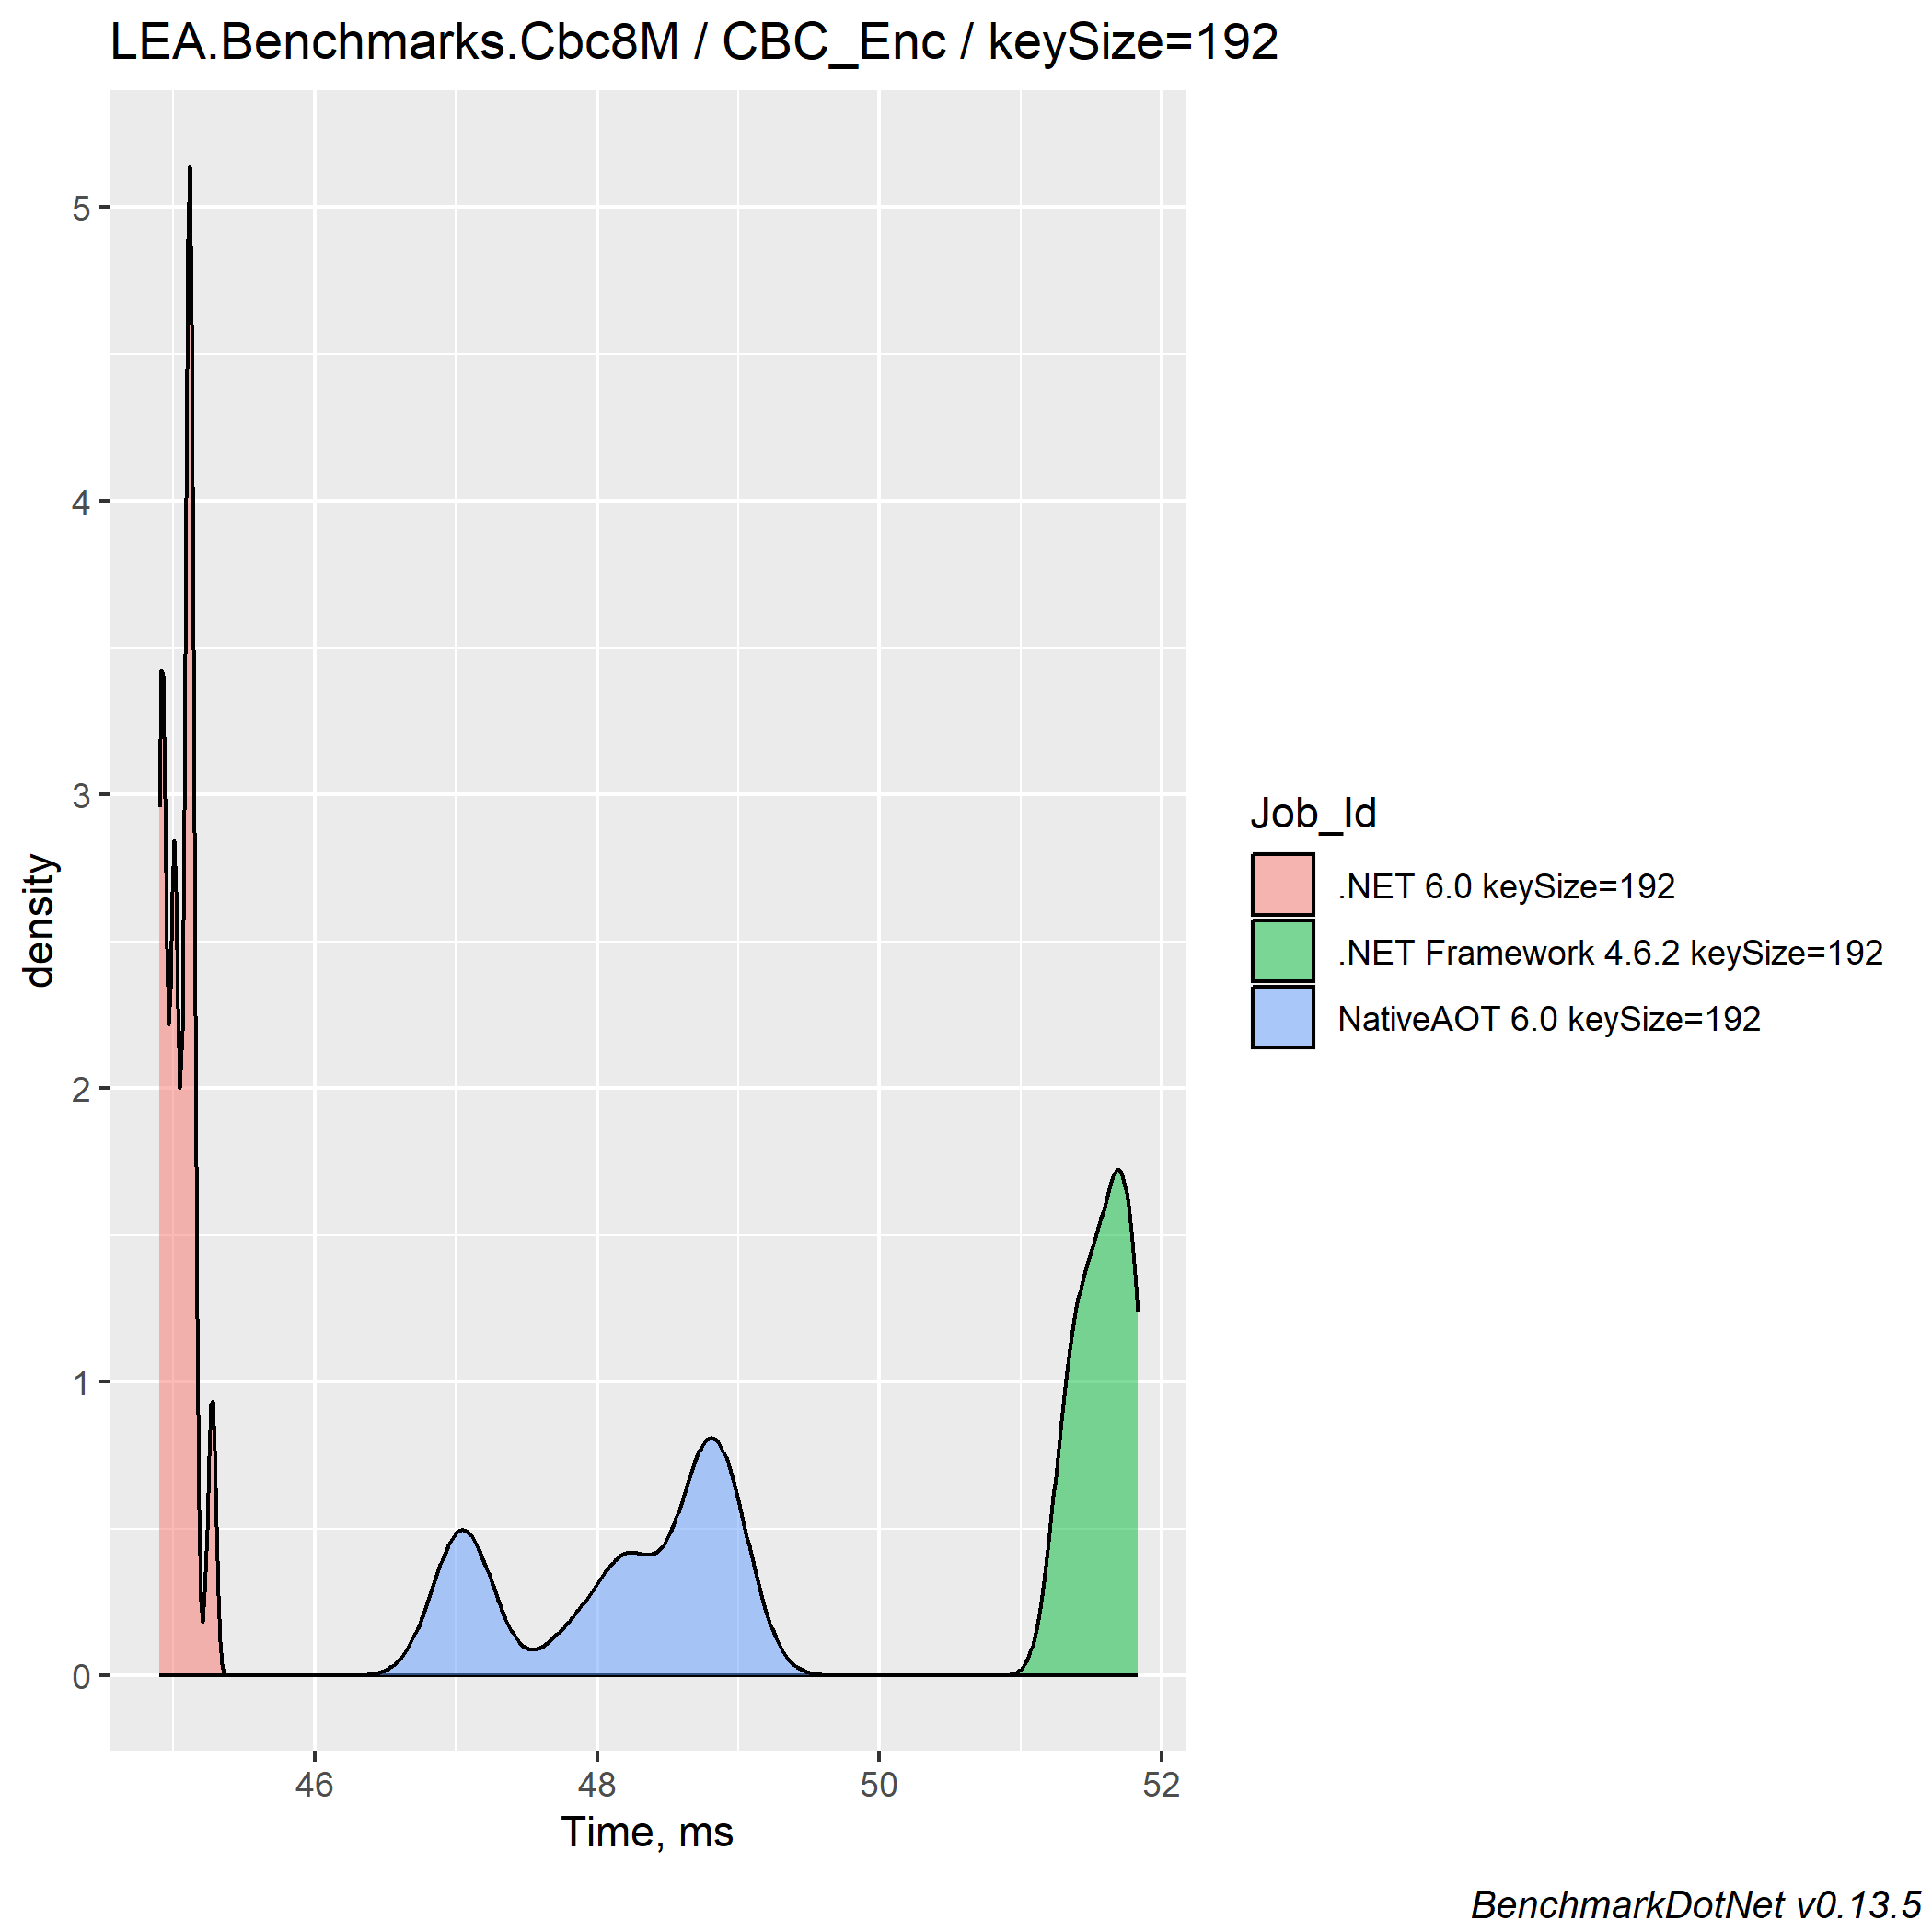 LEA.Benchmarks.Cbc8M / CBC_Enc / keySize=192
5
4
3
2
1
0
density
46 48 50 52
Time, ms
Job_Id
.NET 6.0 keySize=192
.NET Framework 4.6.2 keySize=192
NativeAOT 6.0 keySize=192
BenchmarkDotNet v0.13.5